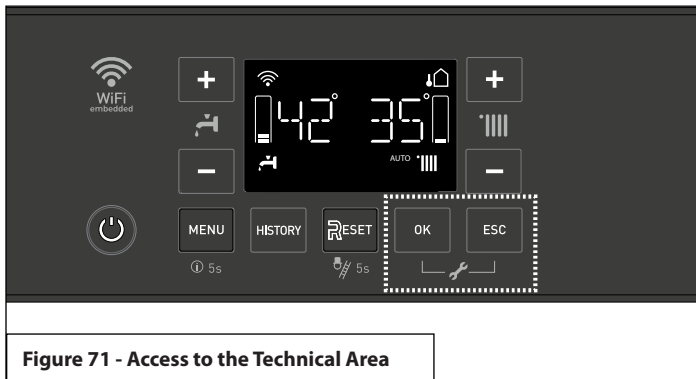 WiFi
embedded
+
+
42° 35°
AUTO
–
–
MENU
HISTORY
RESET
OK
ESC
5s
5s
Figure 71 - Access to the Technical Area